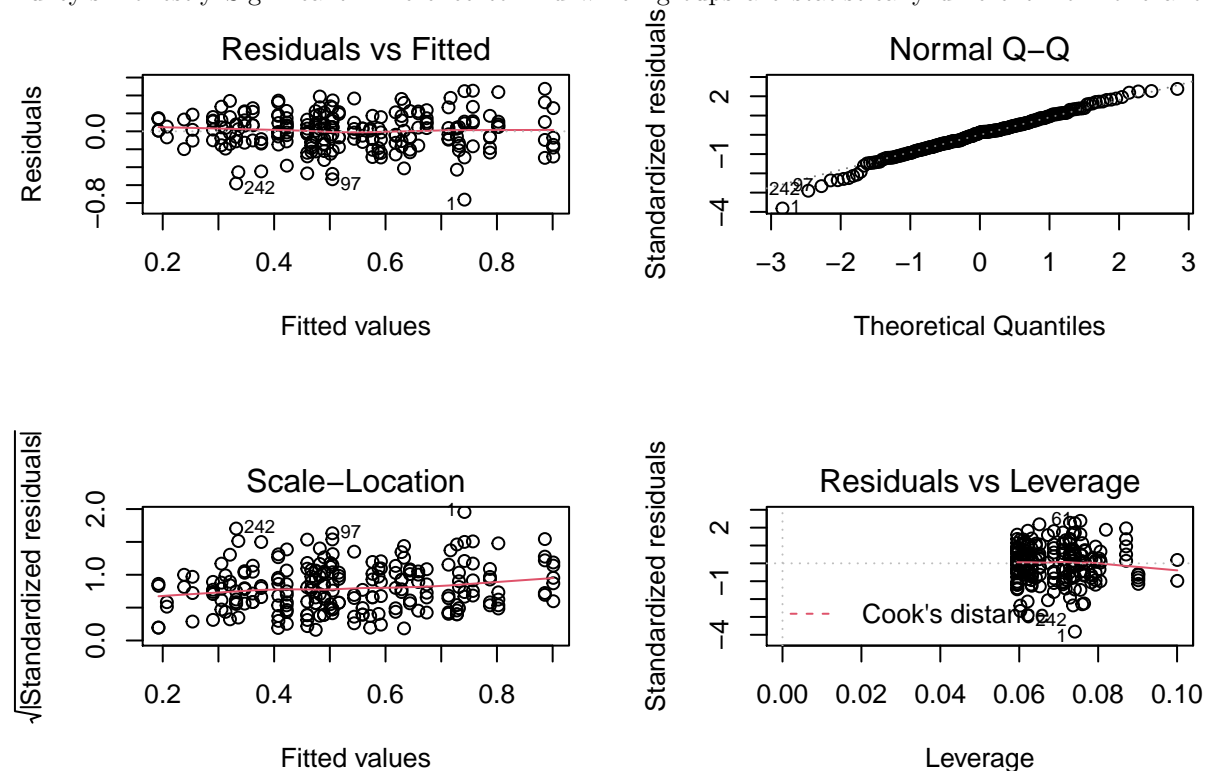 Residuals vs Fitted
Residuals
0.0
−0.8
242
97
1
0.2 0.4 0.6 0.8
Fitted values
Normal Q−Q
Standardized residuals
2
−1
−4
242
97
1
−3 −2 −1 0 1 2 3
Theoretical Quantiles
Scale−Location
√|Standardized residuals|
2.0
1.0
0.0
242
97
1
0.2 0.4 0.6 0.8
Fitted values
Residuals vs Leverage
Standardized residuals
2
−1
−4
61
Cook's distance
242
1
0.00 0.02 0.04 0.06 0.08 0.10
Leverage